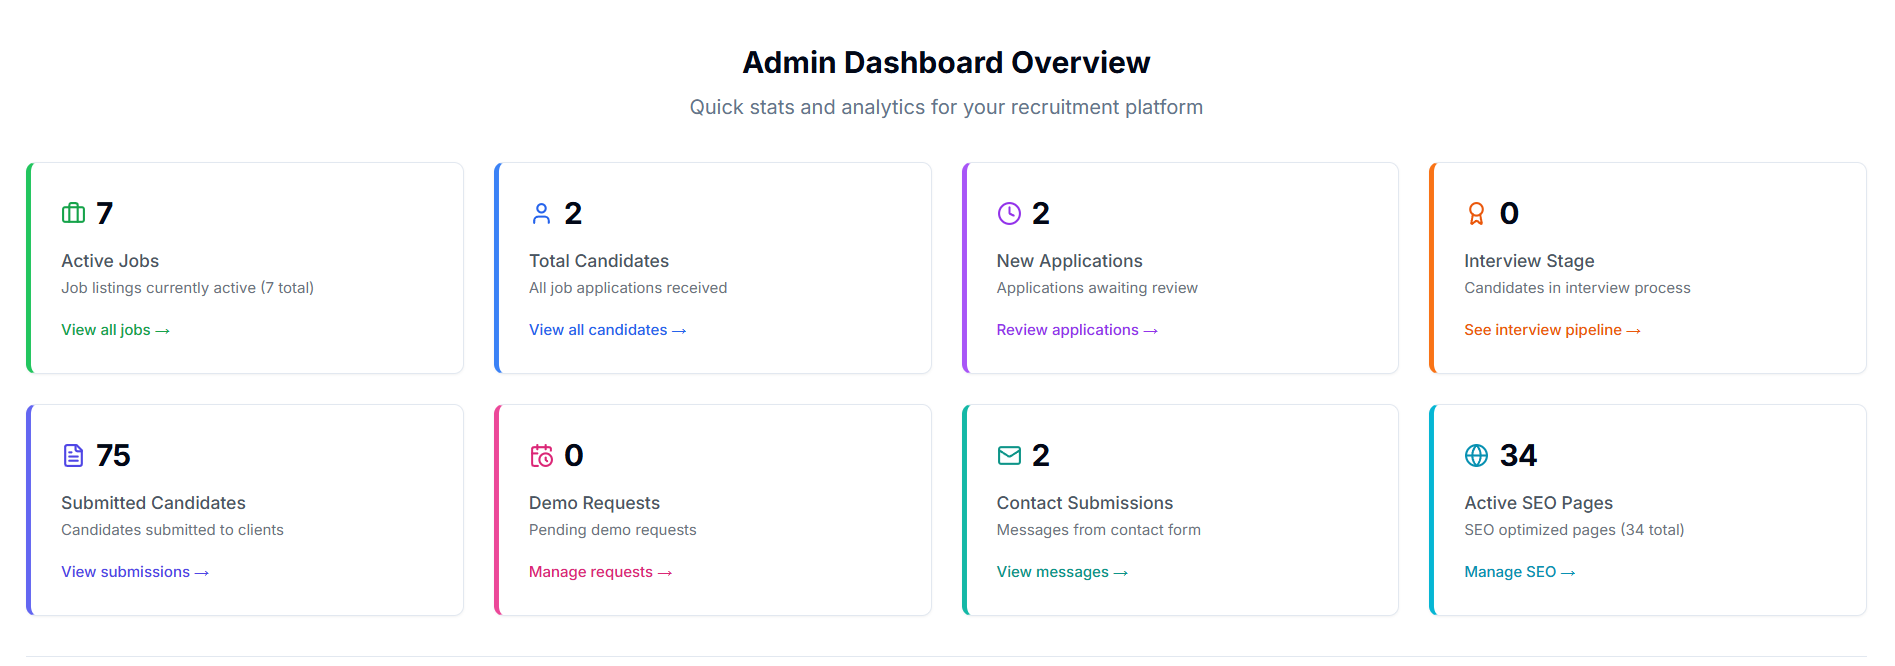 Admin Dashboard Overview
Quick stats and analytics for your recruitment platform
7
Active Jobs
Job listings currently active (7 total)
View all jobs →
2
Total Candidates
All job applications received
View all candidates →
2
New Applications
Applications awaiting review
Review applications →
0
Interview Stage
Candidates in interview process
See interview pipeline →
75
Submitted Candidates
Candidates submitted to clients
View submissions →
0
Demo Requests
Pending demo requests
Manage requests →
2
Contact Submissions
Messages from contact form
View messages →
34
Active SEO Pages
SEO optimized pages (34 total)
Manage SEO →